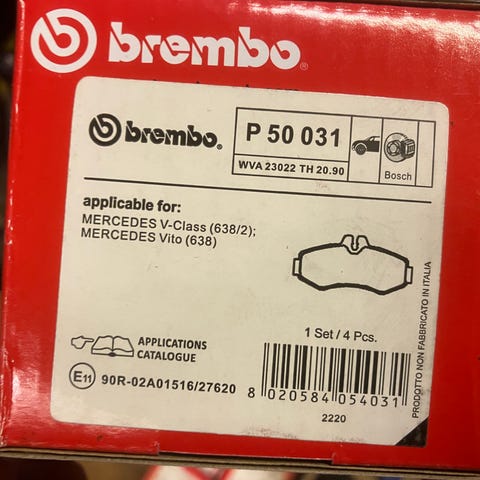 brembo®
brembo.
P 50 031
WVA 23022 TH 20.90
Bosch
applicable for:
MERCEDES V-Class (638/2);
MERCEDES Vito (638)
1 Set / 4 Pcs.
APPLICATIONS
CATALOGUE
E11 90R-02A01516/27620
8 020584 054031
2220
PRODOTTO NON FABBRICATO IN ITALIA